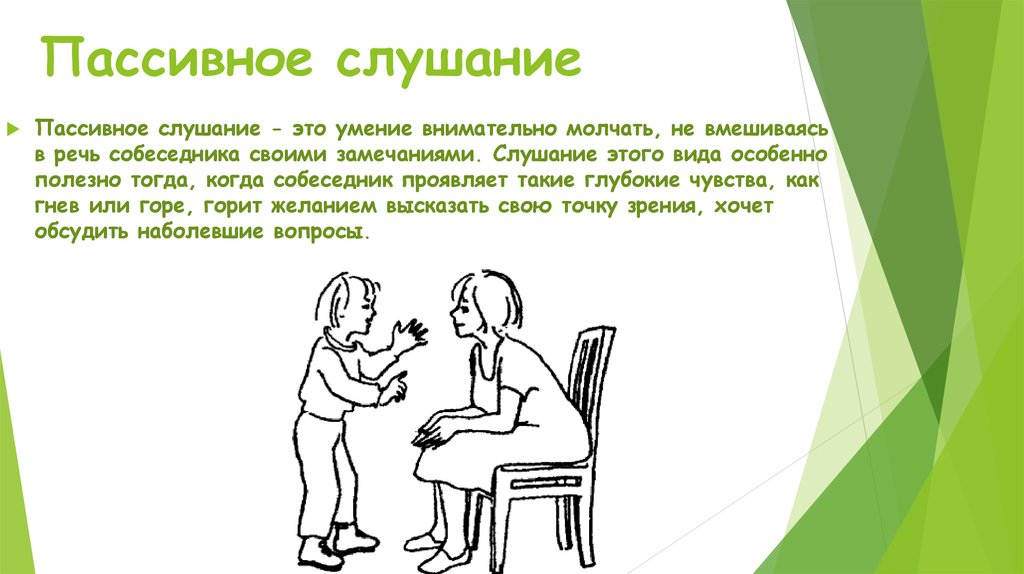 Пассивное слушание
Пассивное слушание - это умение внимательно молчать, не вмешиваясь
в речь собеседника своими замечаниями. Слушание этого вида особенно
полезно тогда, когда собеседник проявляет такие глубокие чувства, как
гнев или горе, горит желанием высказать свою точку зрения, хочет
обсудить наболевшие вопросы.